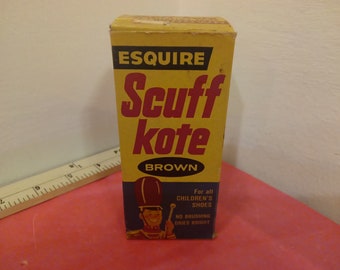 ESQUIRE
Scuff
kote
BROWN
For all
CHILDREN'S
SHOES
NO BRUSHING
DRIES BRIGHT